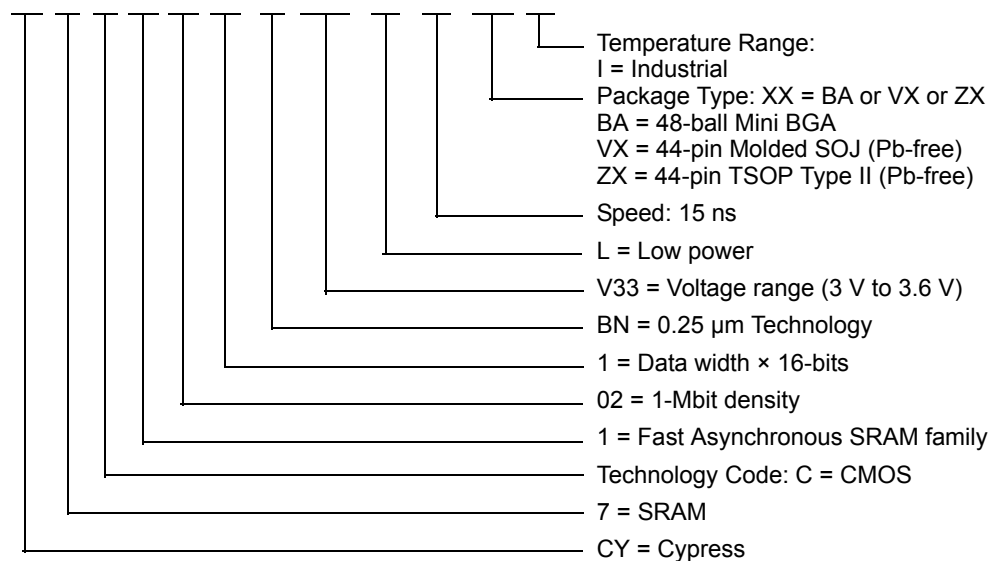 Temperature Range:
I = Industrial
Package Type: XX = BA or VX or ZX
BA = 48-ball Mini BGA
VX = 44-pin Molded SOJ (Pb-free)
ZX = 44-pin TSOP Type II (Pb-free)
Speed: 15 ns
L = Low power
V33 = Voltage range (3 V to 3.6 V)
BN = 0.25 µm Technology
1 = Data width × 16-bits
02 = 1-Mbit density
1 = Fast Asynchronous SRAM family
Technology Code: C = CMOS
7 = SRAM
CY = Cypress